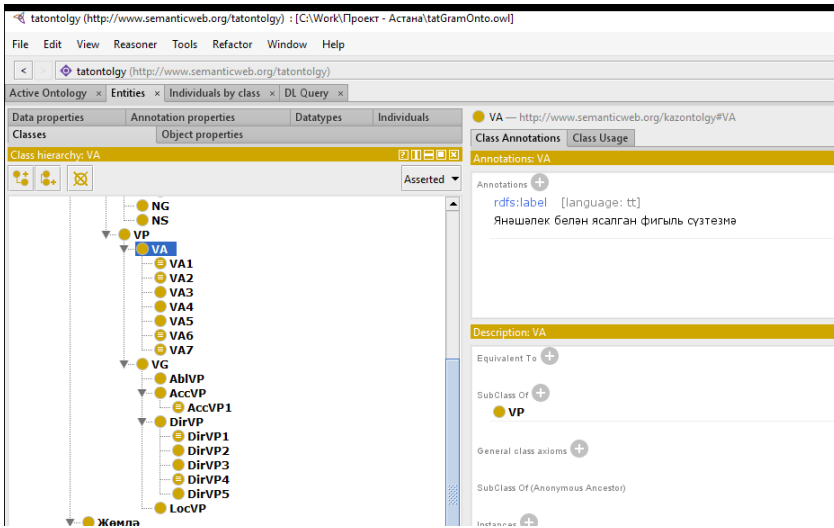 tatontolgy (http://www.semanticweb.org/tatontolgy) : [C:\Work\Проект - Астана\tatGramOnto.owl]
File Edit View Reasoner Tools Refactor Window Help
< > tatontolgy (http://www.semanticweb.org/tatontolgy)
Active Ontology × Entities × Individuals by class × DL Query ×
Data properties Annotation properties Datatypes Individuals
Classes Object properties
Class hierarchy: VA
Asserted
NG
NS
VP
VA
VA1
VA2
VA3
VA4
VA5
VA6
VA7
VG
AblVP
AccVP
AccVP1
DirVP
DirVP1
DirVP2
DirVP3
DirVP4
DirVP5
LocVP
Жөмлә
VA — http://www.semanticweb.org/kazontolgy#VA
Class Annotations Class Usage
Annotations: VA
Annotations
rdfs:label [language: tt]
Янәшәлек белән ясалган фигыль сүзтезмә
Description: VA
Equivalent To
SubClass Of
VP
General class axioms
SubClass Of (Anonymous Ancestor)
Instances